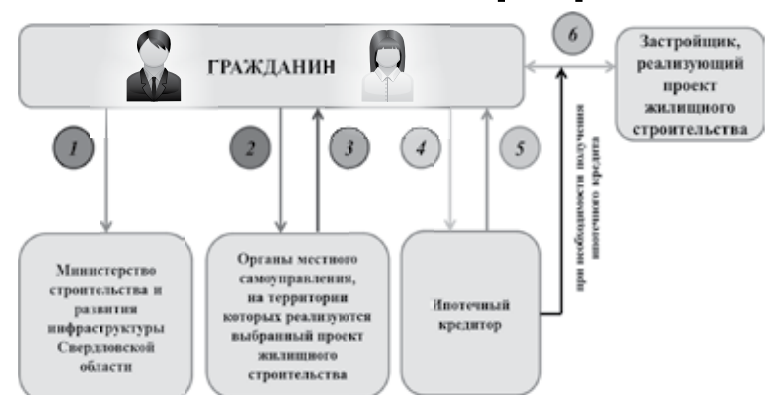 ГРАЖДАНИН
6
Застройщик,
реализующий
проект
жилищного
строительства
1
2
3
4
5
при необходимости получения
ипотечного кредита
Министерство
строительства и
развития
инфраструктуры
Свердловской
области
Органы местного
самоуправления,
на территории
которых реализуются
выбранный проект
жилищного
строительства
Ипотечный
кредитор